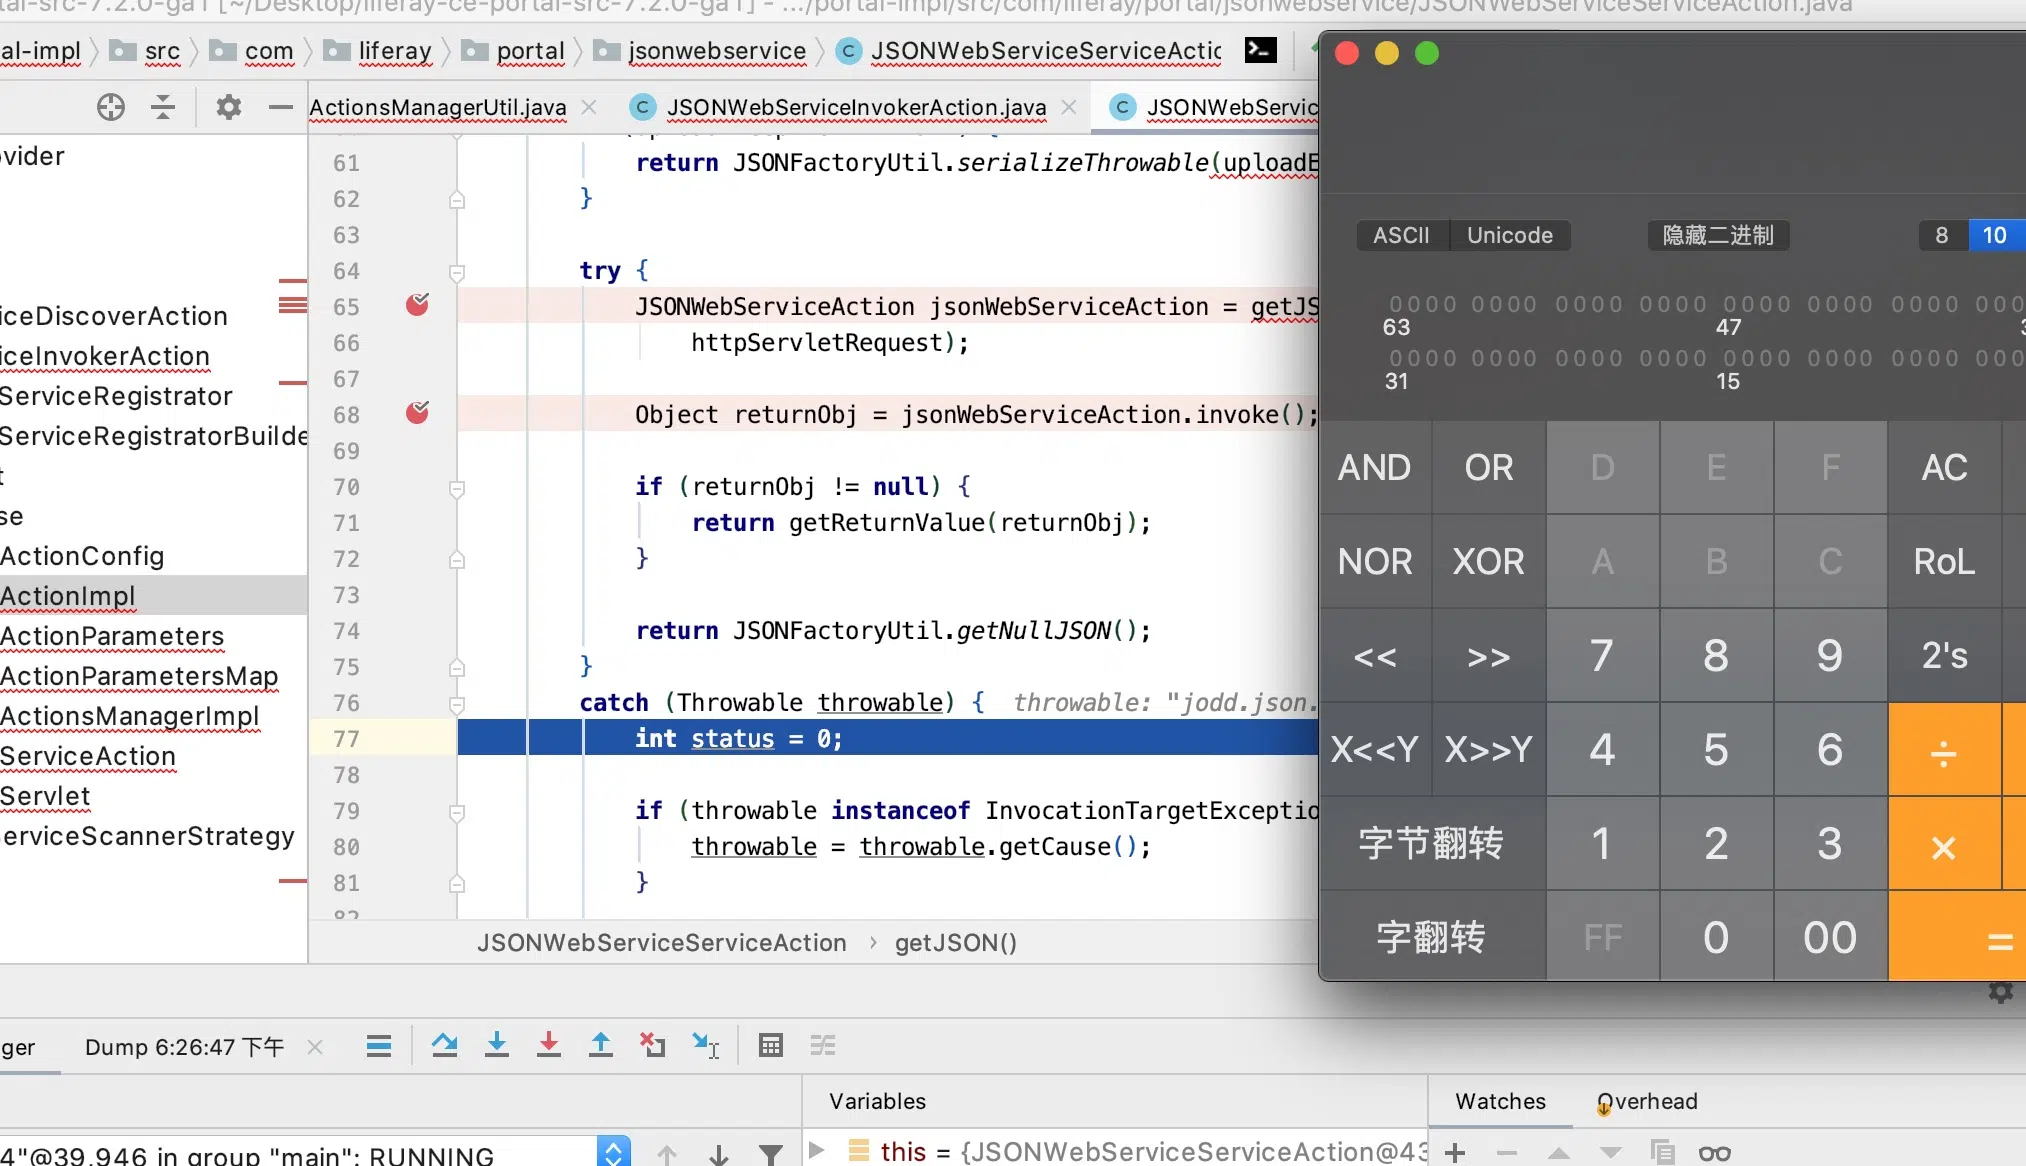 tal-src-7.2.0-ga1 [~/Desktop/liferay-ce-portal-src-7.2.0-ga1] - .../portal-impl/src/com/liferay/portal/jsonwebservice/JSONWebServiceServiceAction.java
al-impl src com liferay portal jsonwebservice JSONWebServiceServiceActic
ActionsManagerUtil.java JSONWebServiceInvokerAction.java JSONWebServic
vider
iceDiscoverAction
iceInvokerAction
ServiceRegistrator
ServiceRegistratorBuilde
t
se
ActionConfig
ActionImpl
ActionParameters
ActionParametersMap
ActionsManagerImpl
ServiceAction
Servlet
erviceScannerStrategy
61 return JSONFactoryUtil.serializeThrowable(uploadE
62 }
63
64 try {
65 JSONWebServiceAction jsonWebServiceAction = getJS
66 httpServletRequest);
67
68 Object returnObj = jsonWebServiceAction.invoke();
69
70 if (returnObj != null) {
71 return getReturnValue(returnObj);
72 }
73
74 return JSONFactoryUtil.getNullJSON();
75 }
76 catch (Throwable throwable) { throwable: "jodd.json.
77 int status = 0;
78
79 if (throwable instanceof InvocationTargetExceptio
80 throwable = throwable.getCause();
81 }
82
JSONWebServiceServiceAction › getJSON()
ASCII Unicode 隐藏二进制 8 10
0000 0000 0000 0000 0000 0000 0000 000
63 47 3
0000 0000 0000 0000 0000 0000 0000 000
31 15
AND OR D E F AC
NOR XOR A B C RoL
<< >> 7 8 9 2's
X<<Y X>>Y 4 5 6 ÷
字节翻转 1 2 3 ×
字翻转 FF 0 00 =
ger Dump 6:26:47 下午
Variables Watches Overhead
4"@39,946 in group "main": RUNNING this = {JSONWebServiceServiceAction@43